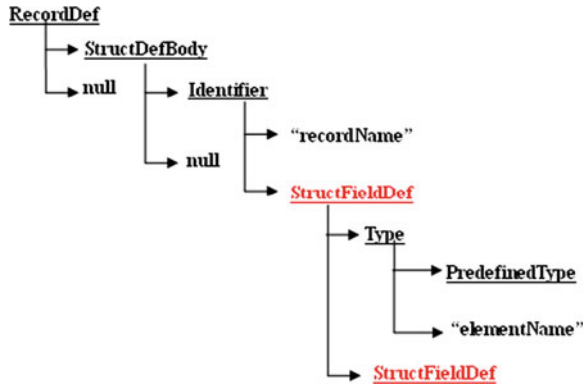 RecordDef
StructDefBody
null
Identifier
“recordName”
null
StructFieldDef
Type
PredefinedType
“elementName”
StructFieldDef